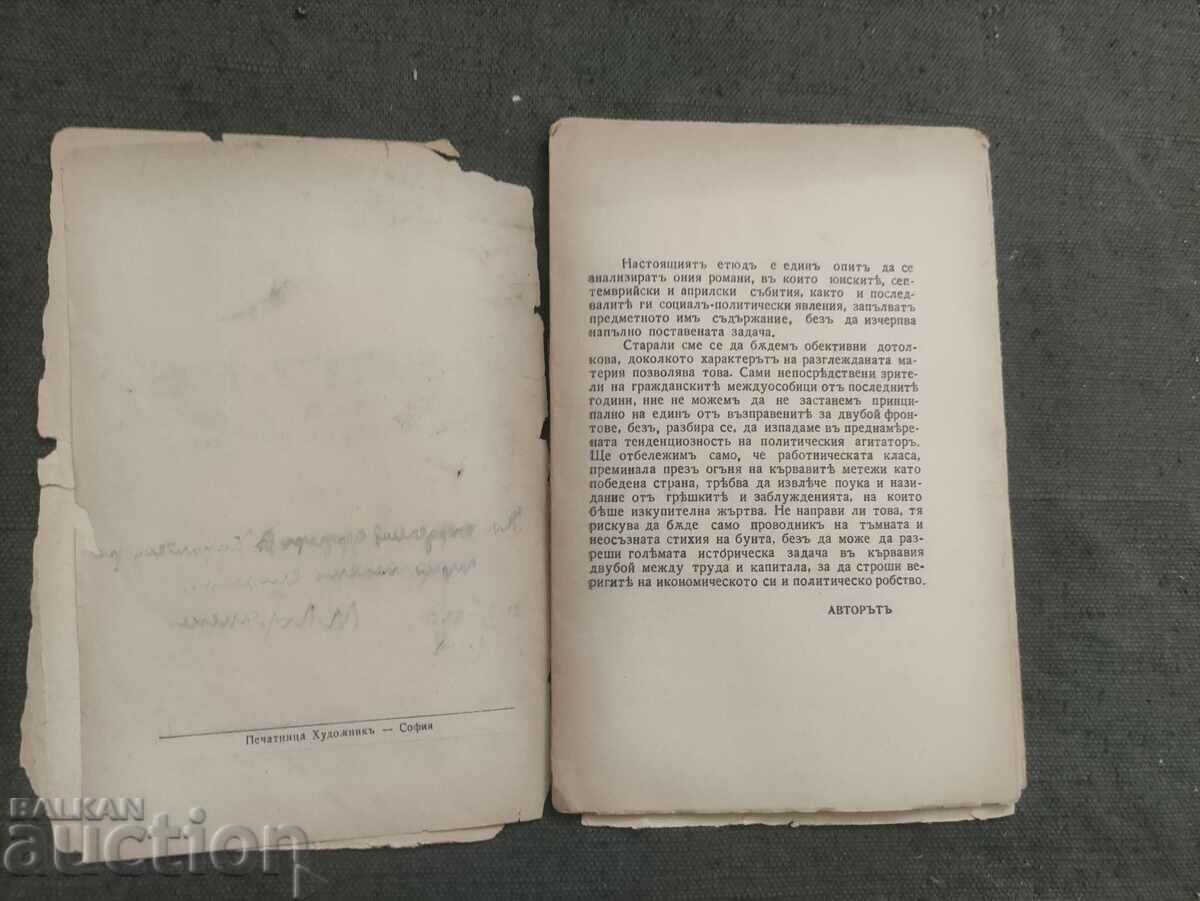 Печатница Художникъ — София
Настоящиятъ етюдъ е единъ опитъ да се
анализиратъ ония романи, въ които юнскитѣ, сеп-
темврийски и априлски събития, както и послед-
валитѣ ги социалъ-политически явления, запълватъ
предметното имъ съдържание, безъ да изчерпва
напълно поставената задача.
Старали сме се да бѫдемъ обективни дотол-
кова, доколкото характерътъ на разглежданата ма-
терия позволява това. Сами непосрѣдствени зрите-
ли на гражданскитѣ междуособици отъ последнитѣ
години, ние не можемъ да не застанемъ принци-
пално на единъ отъ възправенитѣ за двубой фрон-
тове, безъ, разбира се, да изпадаме въ преднамѣре-
ната тенденциозность на политическия агитаторъ.
Ще отбележимъ само, че работническата класа,
преминала презъ огъня на кървавитѣ метежи като
победена страна, трѣбва да извлѣче поука и нази-
дание отъ грѣшкитѣ и заблужденията, на които
бѣше изкупителна жъртва. Не направи ли това, тя
рискува да бѫде само проводникъ на тъмната и
неосъзната стихия на бунта, безъ да може да раз-
реши голѣмата историческа задача въ кървавия
двубой между труда и капитала, за да строши ве-
ригитѣ на икономическото си и политическо робство.
АВТОРЪТЪ
BALKAN
auction